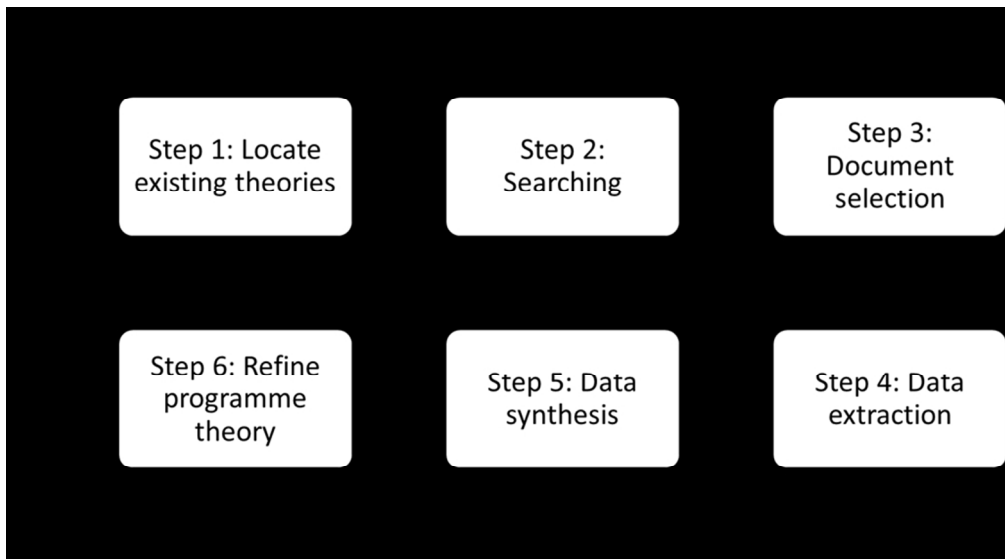 Step 1: Locate
existing theories
Step 2:
Searching
Step 3:
Document
selection
Step 6: Refine
programme
theory
Step 5: Data
synthesis
Step 4: Data
extraction